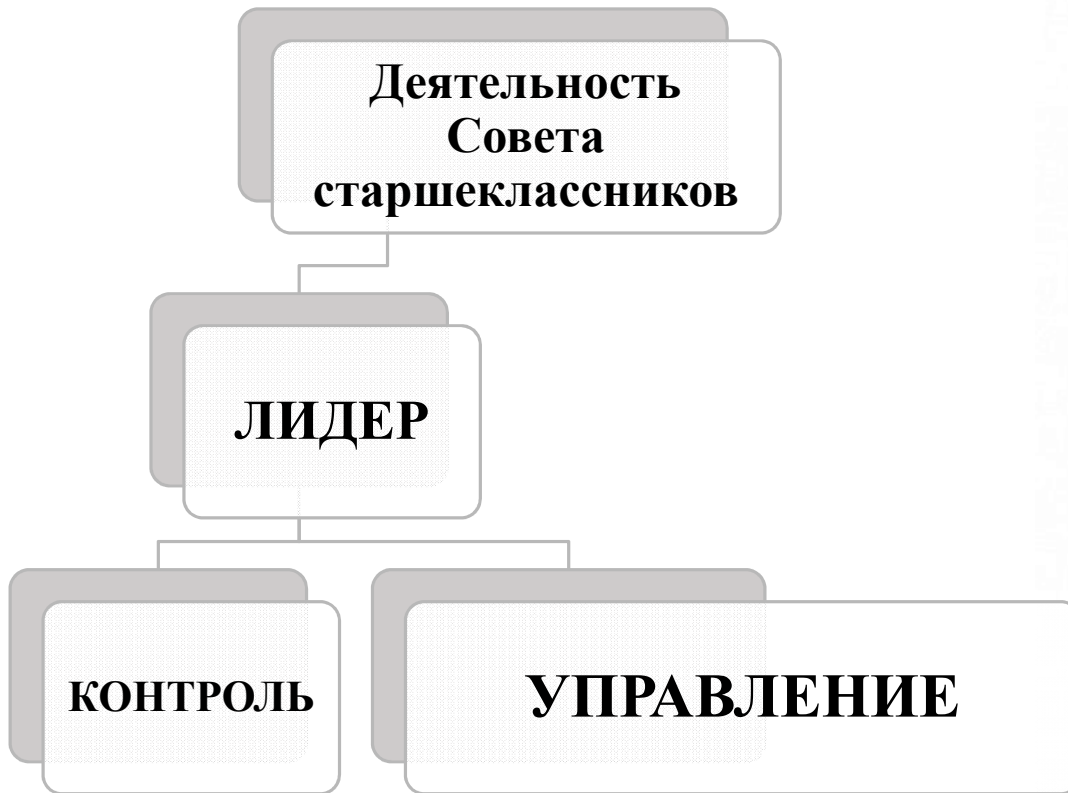 Деятельность
Совета
старшеклассников
ЛИДЕР
КОНТРОЛЬ
УПРАВЛЕНИЕ